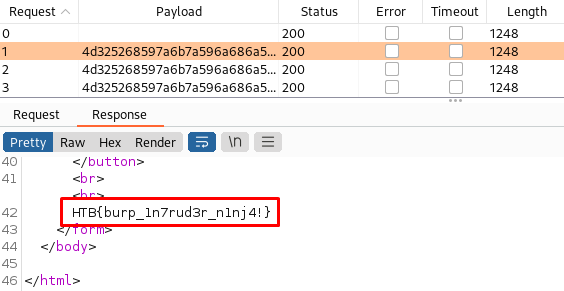 Request Payload Status Error Timeout Length
0 200 1248
1 4d325268597a6b7a596a686a5... 200 1248
2 4d325268597a6b7a596a686a5... 200 1248
3 4d325268597a6b7a596a686a5... 200 1248
Request Response
Pretty Raw Hex Render \n
40 </button>
41 <br>
<br>
42 HTB{burp_1n7rud3r_n1nj4!}
43 </form>
44 </body>
45
46 </html>